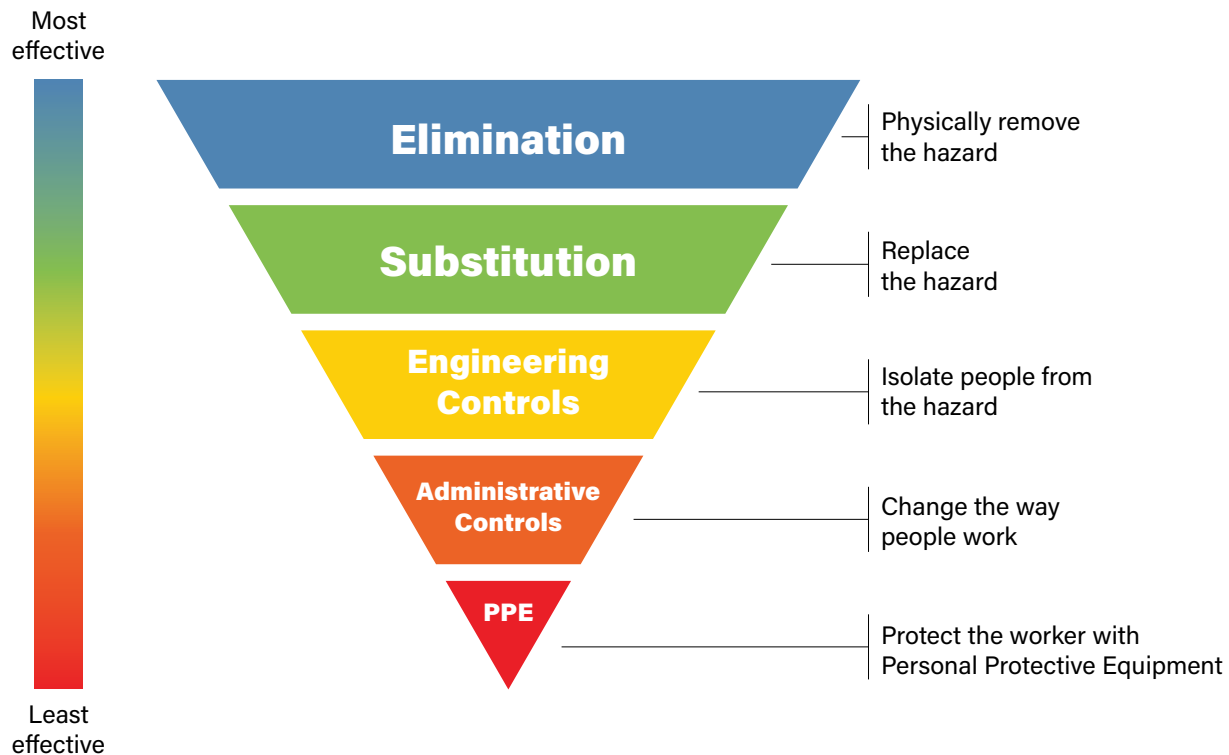 Most
effective
Elimination
Physically remove
the hazard
Substitution
Replace
the hazard
Engineering
Controls
Isolate people from
the hazard
Administrative
Controls
Change the way
people work
PPE
Protect the worker with
Personal Protective Equipment
Least
effective